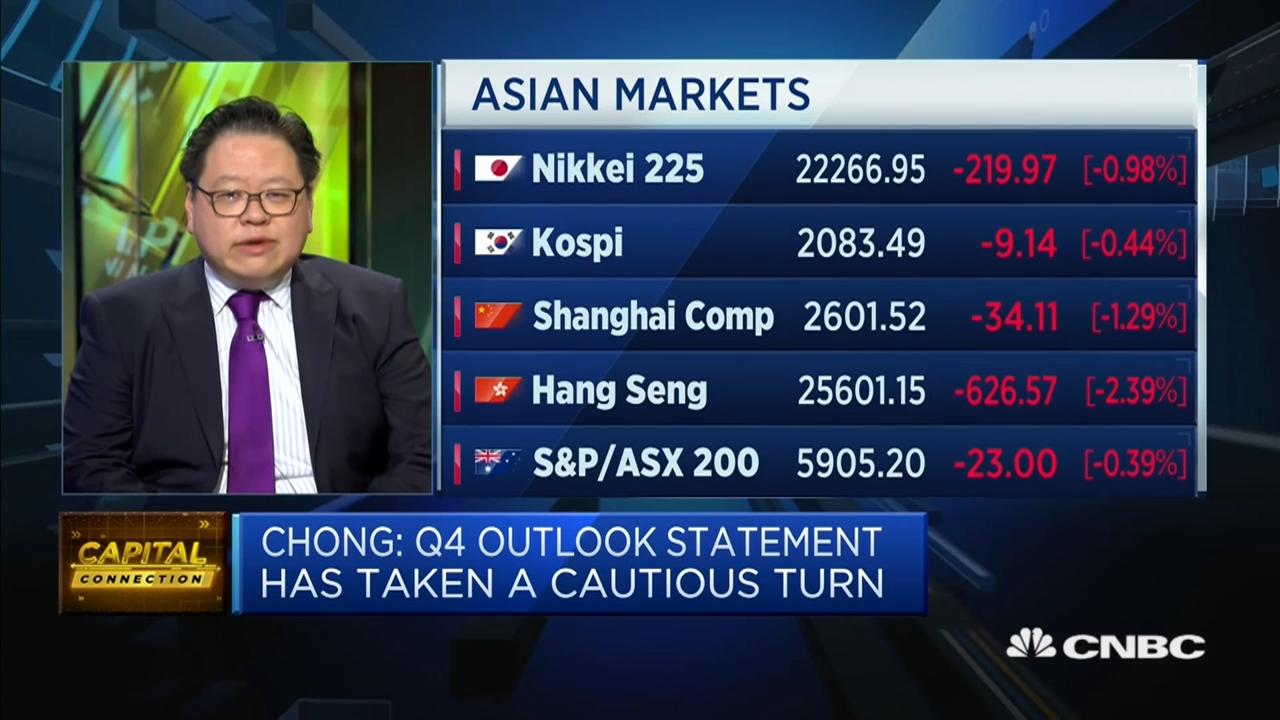 ASIAN MARKETS
Nikkei 225 22266.95 -219.97 [-0.98%]
Kospi 2083.49 -9.14 [-0.44%]
Shanghai Comp 2601.52 -34.11 [-1.29%]
Hang Seng 25601.15 -626.57 [-2.39%]
S&P/ASX 200 5905.20 -23.00 [-0.39%]
CAPITAL
CONNECTION
CHONG: Q4 OUTLOOK STATEMENT
HAS TAKEN A CAUTIOUS TURN
CNBC